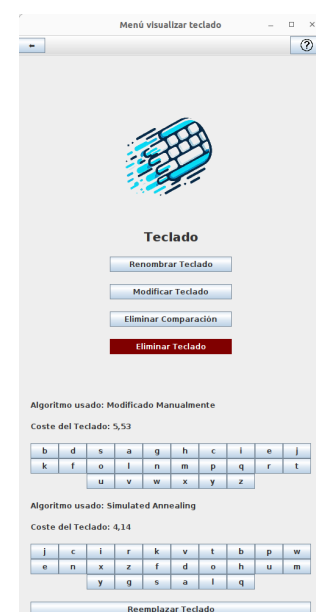 Menú visualizar teclado
Teclado
Renombrar Teclado
Modificar Teclado
Eliminar Comparación
Eliminar Teclado
Algoritmo usado: Modificado Manualmente
Coste del Teclado: 5,53
b d s a g h c i e j
k f o l n m p q r t
u v w x y z
Algoritmo usado: Simulated Annealing
Coste del Teclado: 4,14
j c i r k v t b p w
e n x z f d o h u m
y g s a l q
Reemplazar Teclado